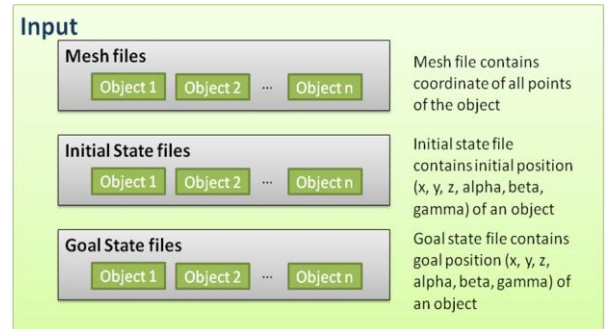 Input
Mesh files
Object 1 Object 2 ... Object n
Mesh file contains
coordinate of all points
of the object
Initial State files
Object 1 Object 2 ... Object n
Initial state file
contains initial position
(x, y, z, alpha, beta,
gamma) of an object
Goal State files
Object 1 Object 2 ... Object n
Goal state file contains
goal position (x, y, z,
alpha, beta, gamma) of
an object